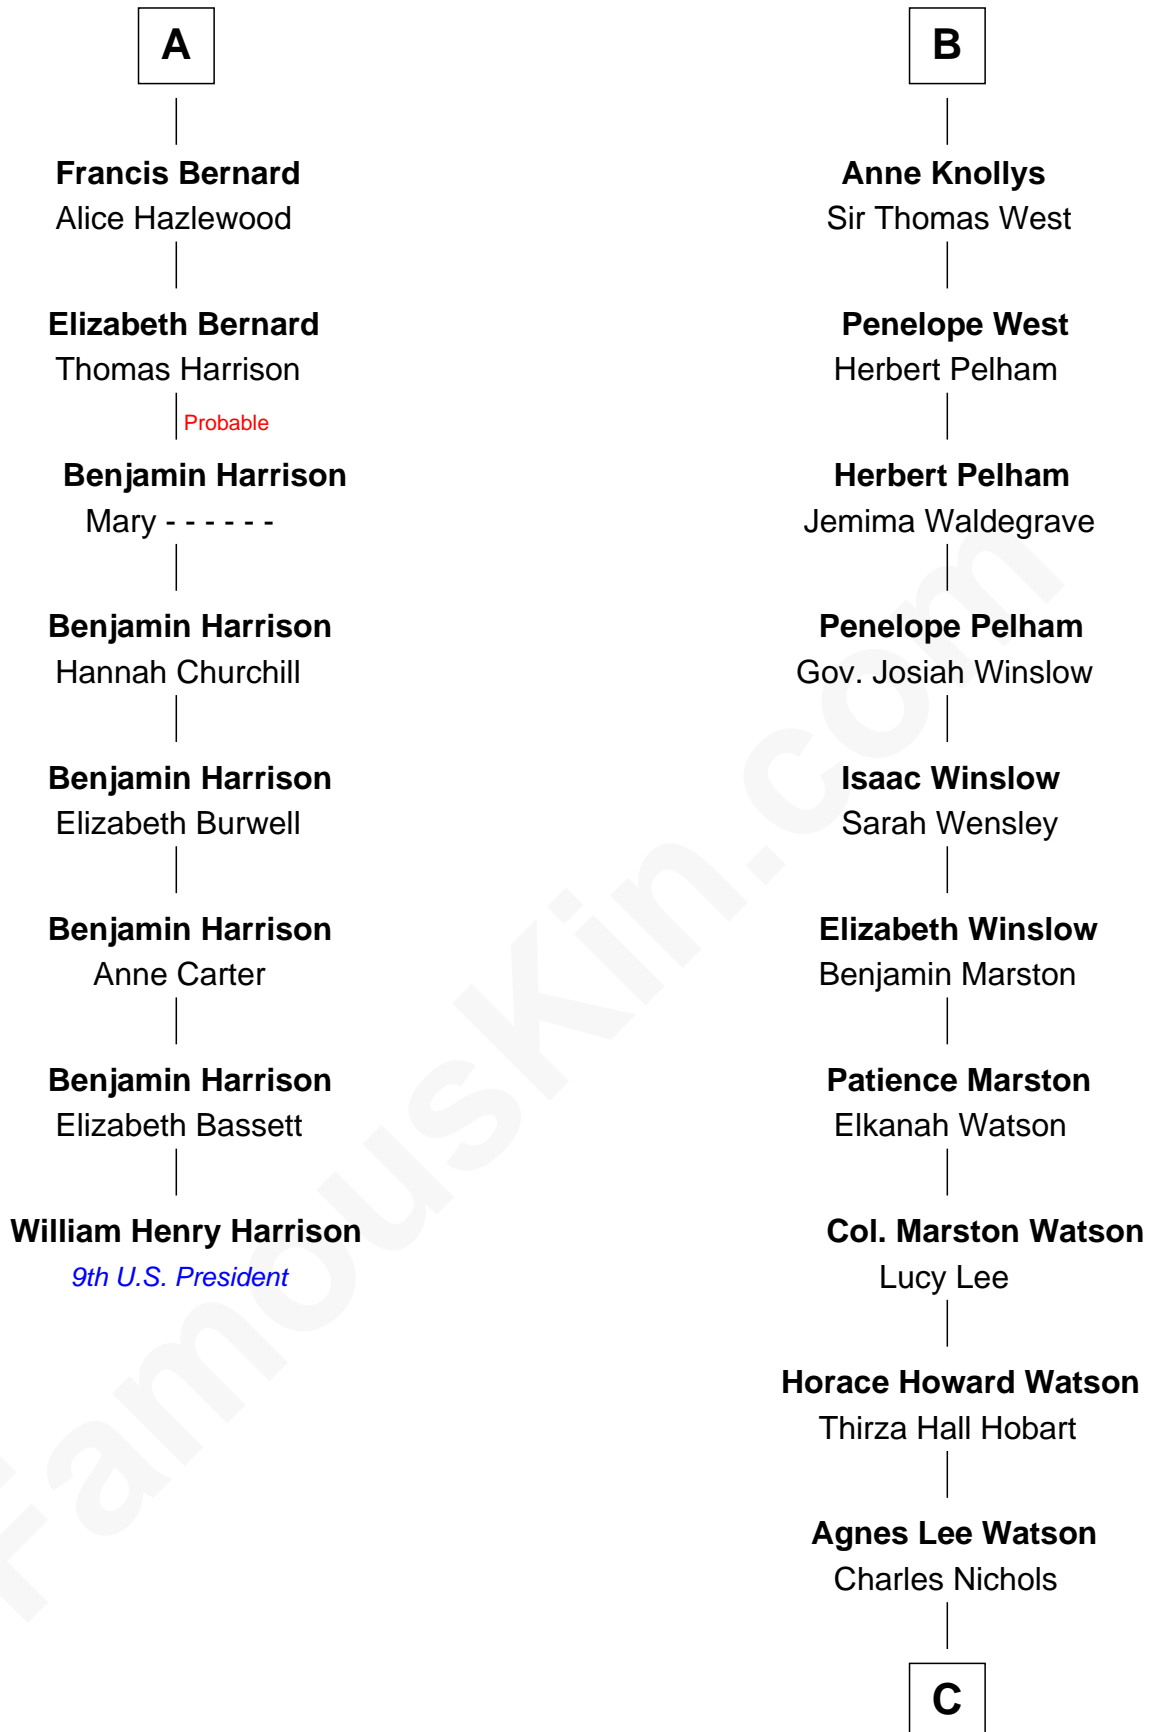 A
Francis Bernard
Alice Hazlewood
Elizabeth Bernard
Thomas Harrison
Probable
Benjamin Harrison
Mary - - - - - -
Benjamin Harrison
Hannah Churchill
Benjamin Harrison
Elizabeth Burwell
Benjamin Harrison
Anne Carter
Benjamin Harrison
Elizabeth Bassett
William Henry Harrison
9th U.S. President
B
Anne Knollys
Sir Thomas West
Penelope West
Herbert Pelham
Herbert Pelham
Jemima Waldegrave
Penelope Pelham
Gov. Josiah Winslow
Isaac Winslow
Sarah Wensley
Elizabeth Winslow
Benjamin Marston
Patience Marston
Elkanah Watson
Col. Marston Watson
Lucy Lee
Horace Howard Watson
Thirza Hall Hobart
Agnes Lee Watson
Charles Nichols
C
FamousKin.com